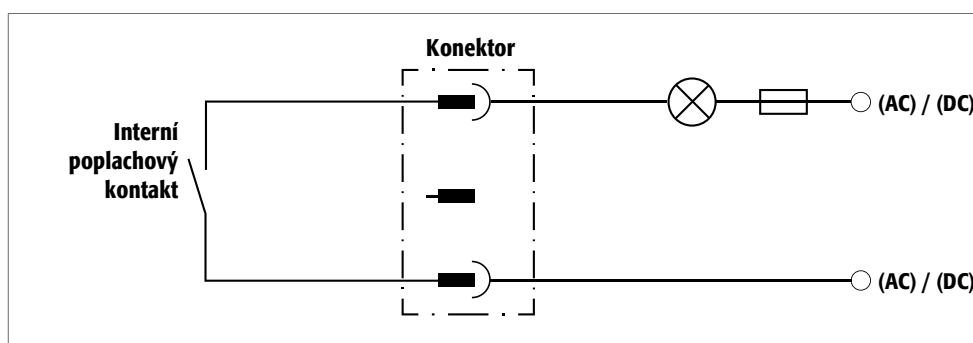 Konektor
(AC) / (DC)
Interní
poplachový
kontakt
(AC) / (DC)